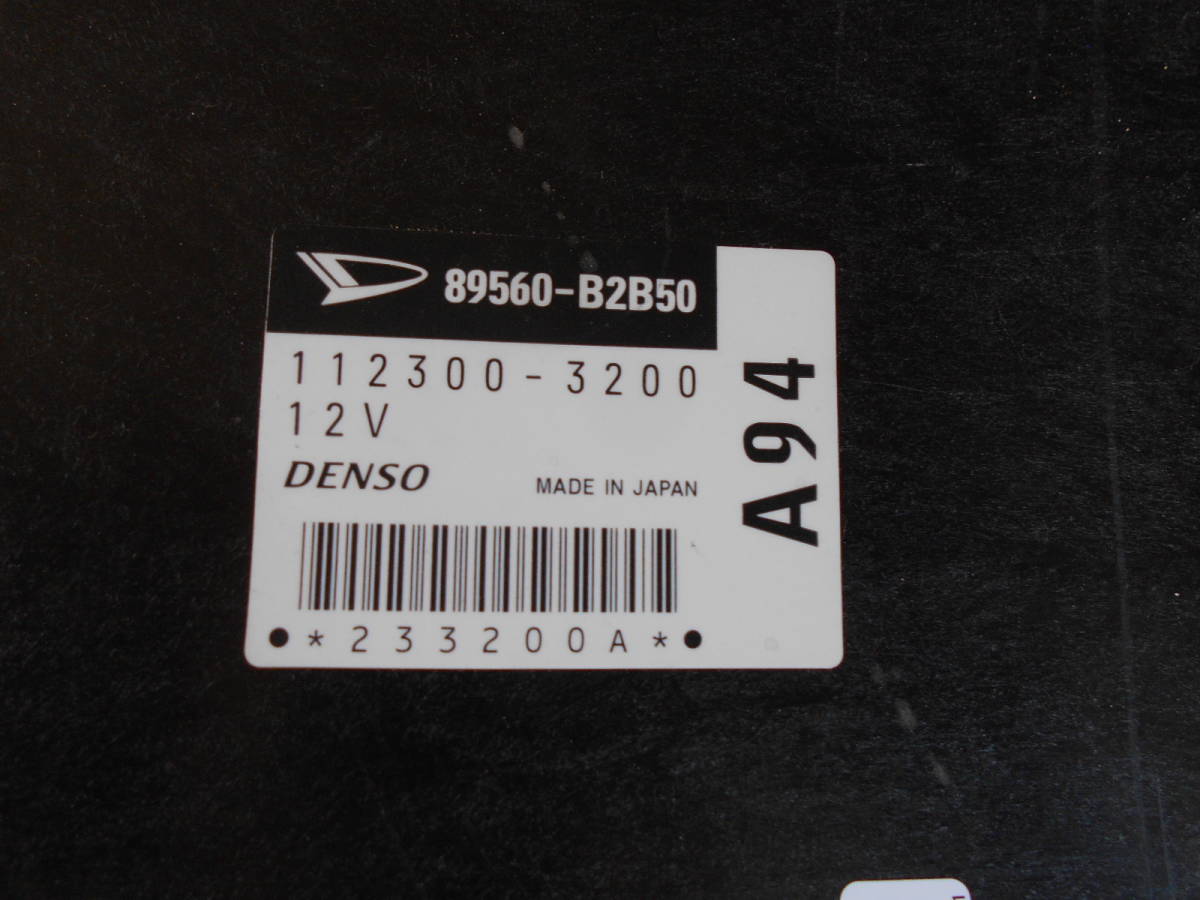 89560-B2B50
112300-3200
12V
DENSO MADE IN JAPAN
*233200A*
A94